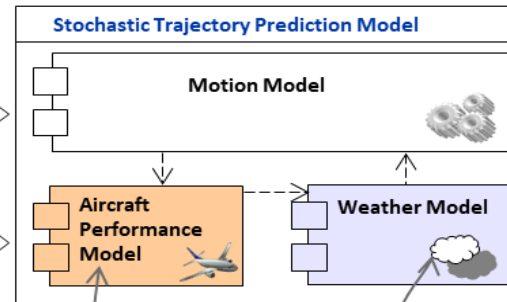 Stochastic Trajectory Prediction Model
Motion Model
Aircraft
Performance
Model
Weather Model